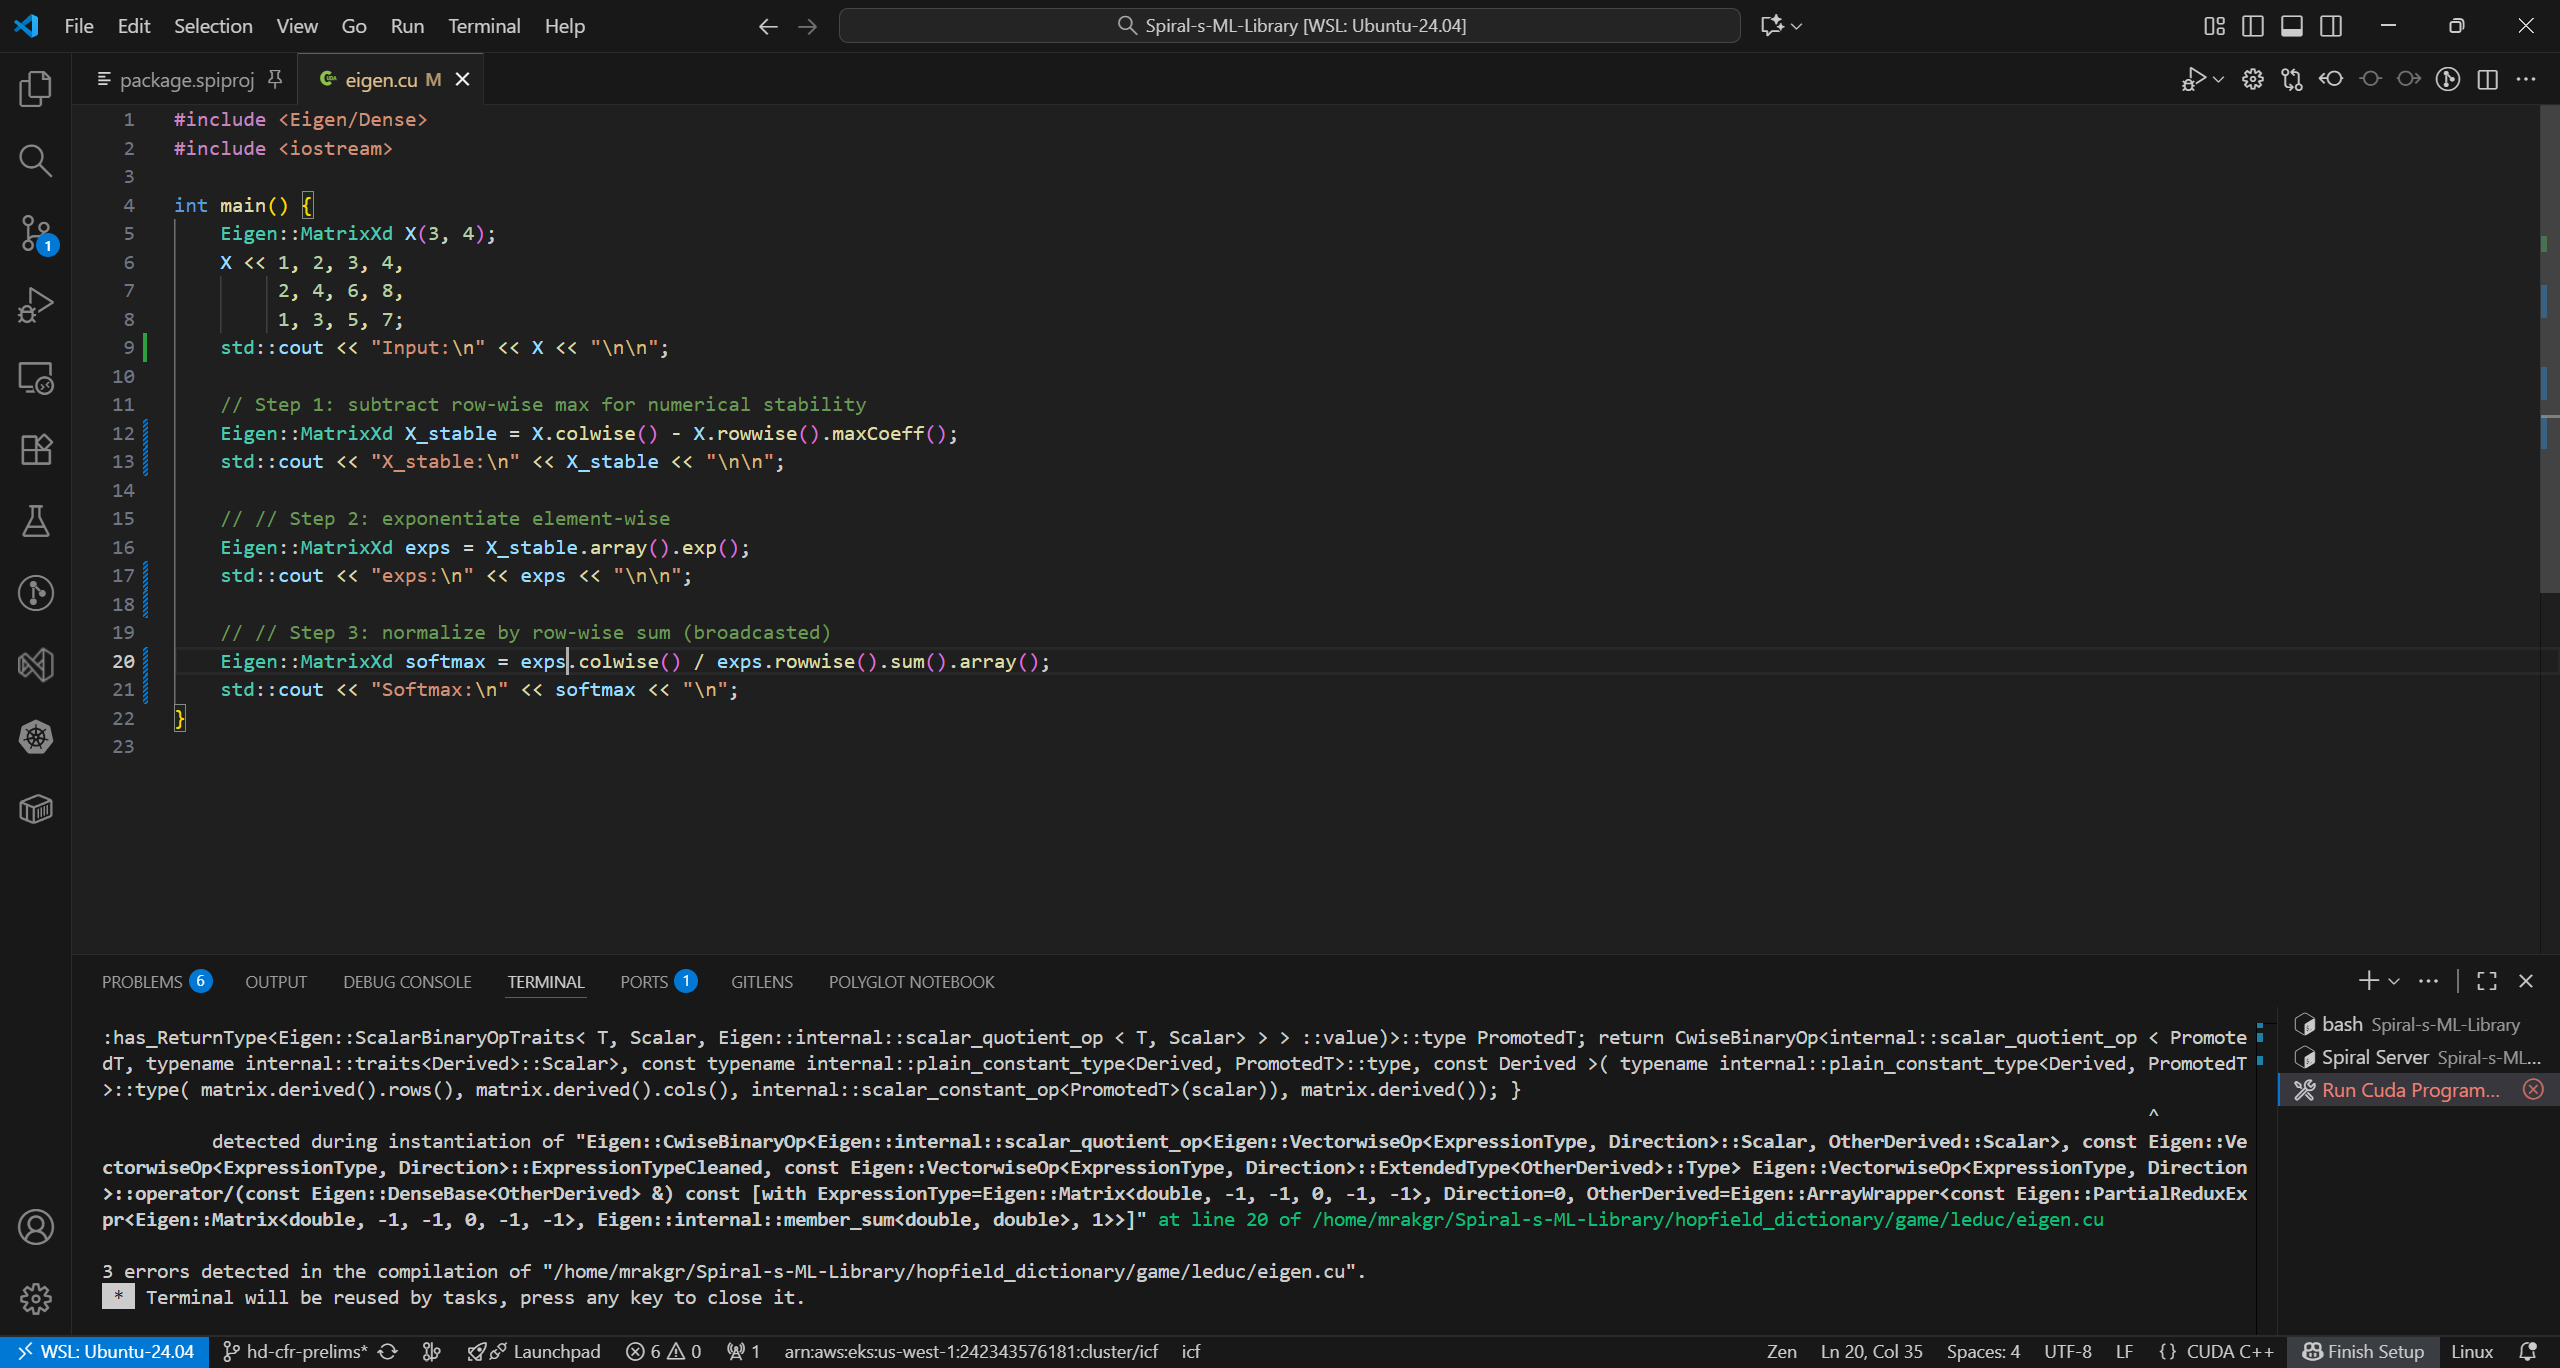 File Edit Selection View Go Run Terminal Help
Spiral-s-ML-Library [WSL: Ubuntu-24.04]
package.spiproj
eigen.cu M
1 #include <Eigen/Dense>
2 #include <iostream>
3
4 int main() {
5 Eigen::MatrixXd X(3, 4);
6 X << 1, 2, 3, 4,
7 2, 4, 6, 8,
8 1, 3, 5, 7;
9 std::cout << "Input:\n" << X << "\n\n";
10
11 // Step 1: subtract row-wise max for numerical stability
12 Eigen::MatrixXd X_stable = X.colwise() - X.rowwise().maxCoeff();
13 std::cout << "X_stable:\n" << X_stable << "\n\n";
14
15 // // Step 2: exponentiate element-wise
16 Eigen::MatrixXd exps = X_stable.array().exp();
17 std::cout << "exps:\n" << exps << "\n\n";
18
19 // // Step 3: normalize by row-wise sum (broadcasted)
20 Eigen::MatrixXd softmax = exps.colwise() / exps.rowwise().sum().array();
21 std::cout << "Softmax:\n" << softmax << "\n";
22 }
23
1
PROBLEMS 6 OUTPUT DEBUG CONSOLE TERMINAL PORTS 1 GITLENS POLYGLOT NOTEBOOK
:has_ReturnType<Eigen::ScalarBinaryOpTraits< T, Scalar, Eigen::internal::scalar_quotient_op < T, Scalar> > > ::value)>::type PromotedT; return CwiseBinaryOp<internal::scalar_quotient_op < Promote
dT, typename internal::traits<Derived>::Scalar>, const typename internal::plain_constant_type<Derived, PromotedT>::type, const Derived >( typename internal::plain_constant_type<Derived, PromotedT
>::type( matrix.derived().rows(), matrix.derived().cols(), internal::scalar_constant_op<PromotedT>(scalar)), matrix.derived()); }
^
detected during instantiation of "Eigen::CwiseBinaryOp<Eigen::internal::scalar_quotient_op<Eigen::VectorwiseOp<ExpressionType, Direction>::Scalar, OtherDerived::Scalar>, const Eigen::Ve
ctorwiseOp<ExpressionType, Direction>::ExpressionTypeCleaned, const Eigen::VectorwiseOp<ExpressionType, Direction>::ExtendedType<OtherDerived>::Type> Eigen::VectorwiseOp<ExpressionType, Direction
>::operator/(const Eigen::DenseBase<OtherDerived> &) const [with ExpressionType=Eigen::Matrix<double, -1, -1, 0, -1, -1>, Direction=0, OtherDerived=Eigen::ArrayWrapper<const Eigen::PartialReduxEx
pr<Eigen::Matrix<double, -1, -1, 0, -1, -1>, Eigen::internal::member_sum<double, double>, 1>>]" at line 20 of /home/mrakgr/Spiral-s-ML-Library/hopfield_dictionary/game/leduc/eigen.cu
3 errors detected in the compilation of "/home/mrakgr/Spiral-s-ML-Library/hopfield_dictionary/game/leduc/eigen.cu".
* Terminal will be reused by tasks, press any key to close it.
bash Spiral-s-ML-Library
Spiral Server Spiral-s-ML...
Run Cuda Program...
WSL: Ubuntu-24.04 hd-cfr-prelims* Launchpad 6 0 1 arn:aws:eks:us-west-1:242343576181:cluster/icf icf Zen Ln 20, Col 35 Spaces: 4 UTF-8 LF {} CUDA C++ Finish Setup Linux